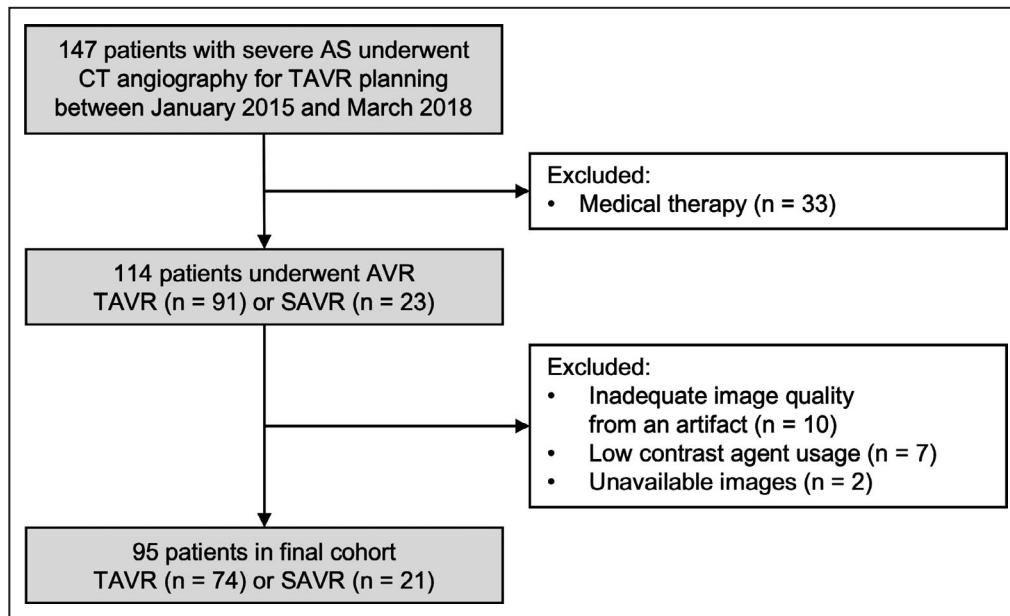 147 patients with severe AS underwent
CT angiography for TAVR planning
between January 2015 and March 2018
Excluded:
• Medical therapy (n = 33)
114 patients underwent AVR
TAVR (n = 91) or SAVR (n = 23)
Excluded:
• Inadequate image quality
from an artifact (n = 10)
• Low contrast agent usage (n = 7)
• Unavailable images (n = 2)
95 patients in final cohort
TAVR (n = 74) or SAVR (n = 21)